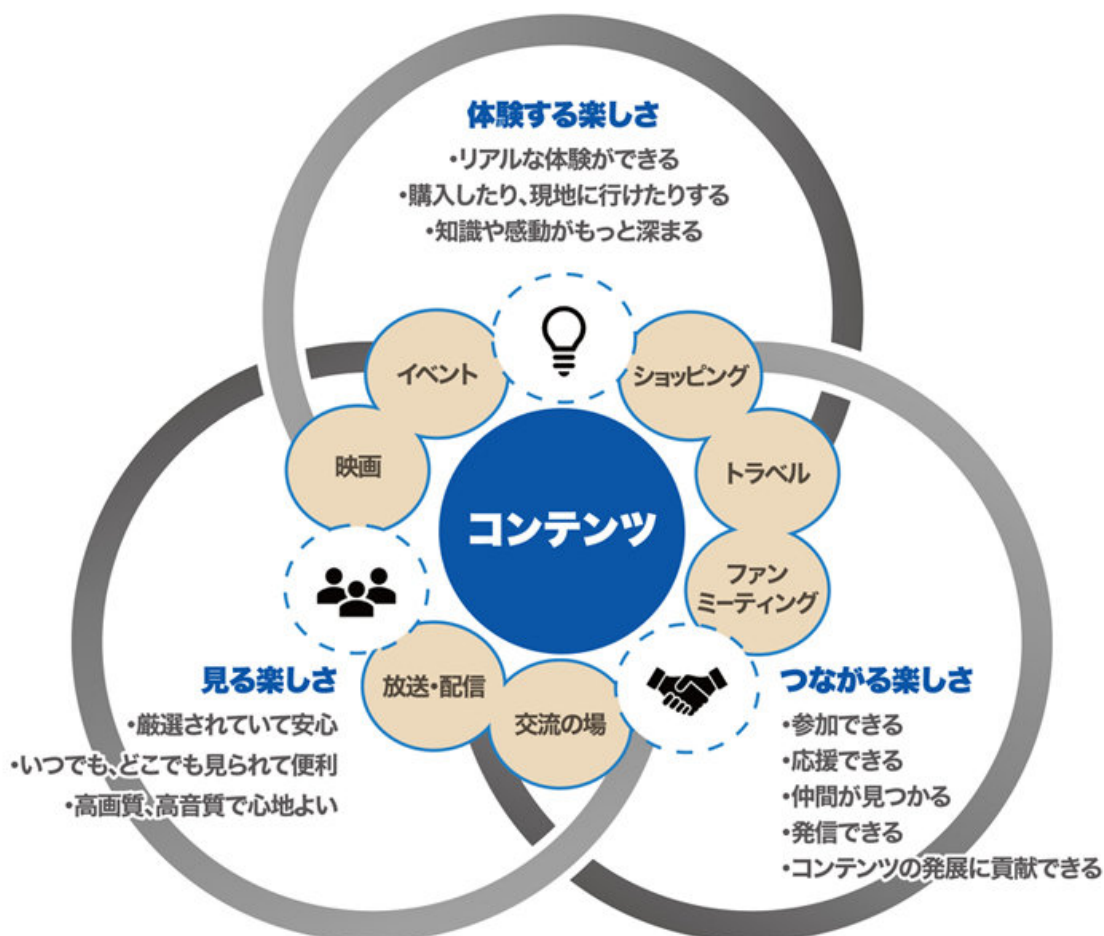 体験する楽しさ
・リアルな体験ができる
・購入したり、現地に行けたりする
・知識や感動がもっと深まる
イベント
ショッピング
映画
トラベル
コンテンツ
ファン
ミーティング
放送・配信
交流の場
見る楽しさ
・厳選されていて安心
・いつでも、どこでも見られて便利
・高画質、高音質で心地よい
つながる楽しさ
・参加できる
・応援できる
・仲間が見つかる
・発信できる
・コンテンツの発展に貢献できる